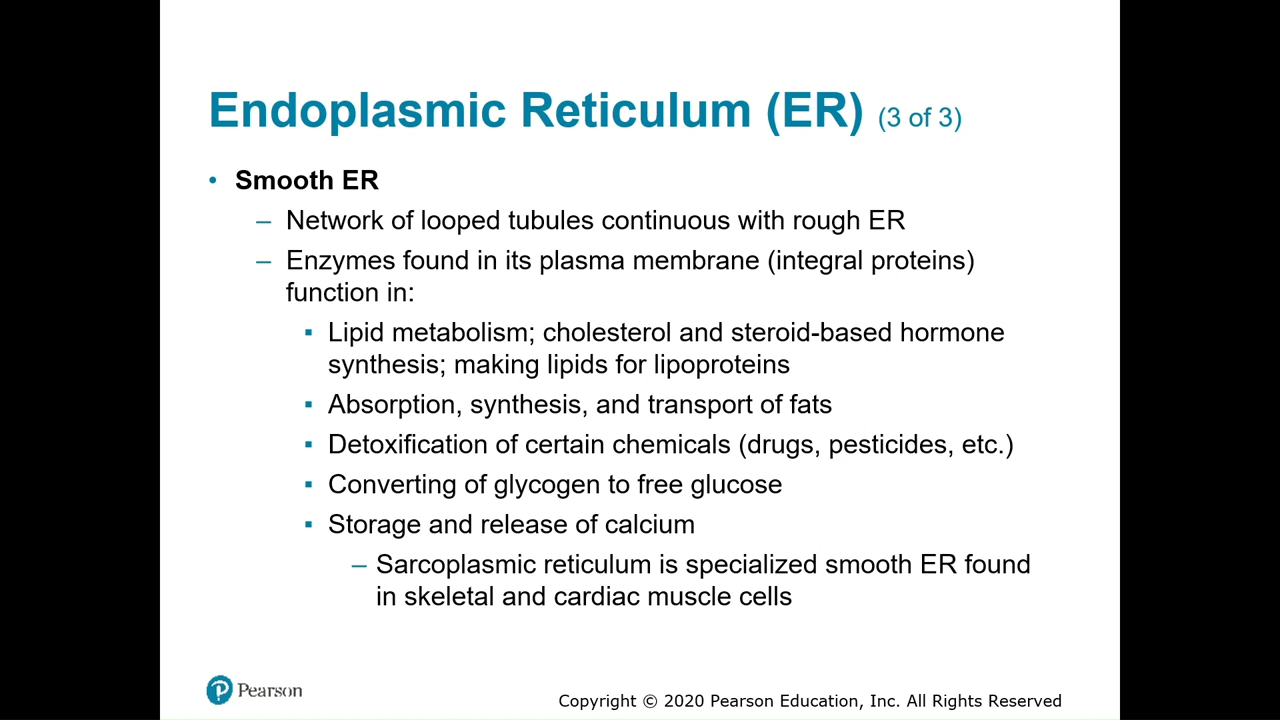 Endoplasmic Reticulum (ER) (3 of 3)
• Smooth ER
– Network of looped tubules continuous with rough ER
– Enzymes found in its plasma membrane (integral proteins)
function in:
▪ Lipid metabolism; cholesterol and steroid-based hormone
synthesis; making lipids for lipoproteins
▪ Absorption, synthesis, and transport of fats
▪ Detoxification of certain chemicals (drugs, pesticides, etc.)
▪ Converting of glycogen to free glucose
▪ Storage and release of calcium
– Sarcoplasmic reticulum is specialized smooth ER found
in skeletal and cardiac muscle cells
P Pearson
Copyright © 2020 Pearson Education, Inc. All Rights Reserved